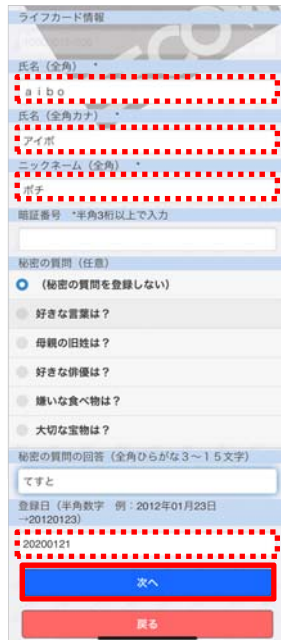 ライフカード情報
氏名（全角） *
ａｉｂｏ
氏名（全角カナ） *
アイボ
ニックネーム（全角） *
ポチ
暗証番号 *半角3桁以上で入力
秘密の質問（任意）
（秘密の質問を登録しない）
好きな言葉は？
母親の旧姓は？
好きな俳優は？
嫌いな食べ物は？
大切な宝物は？
秘密の質問の回答（全角ひらがな３～１５文字）
てすと
登録日（半角数字 例：2012年01月23日
→20120123）
20200121
次へ
戻る